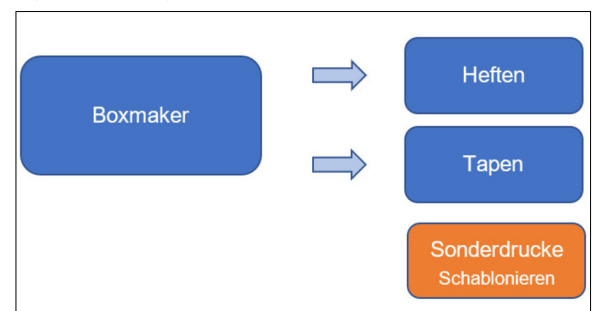 Boxmaker
Heften
Tapen
Sonderdrucke
Schablonieren